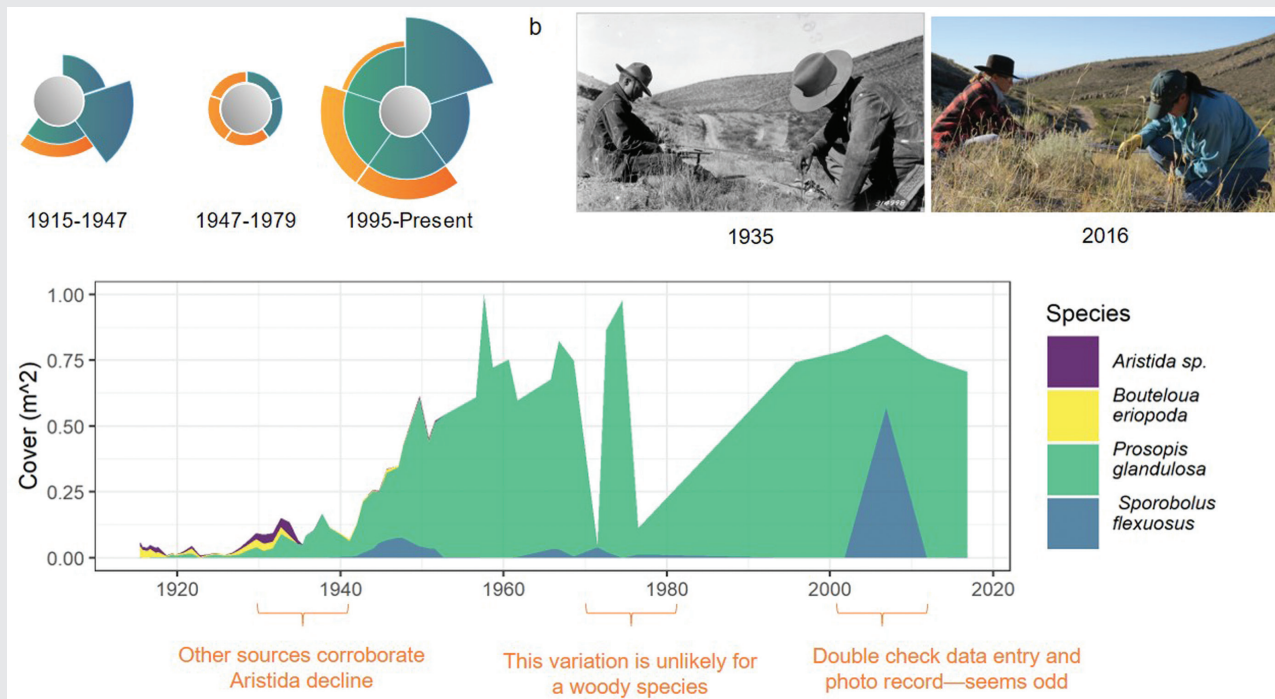 b
1915-1947
1947-1979
1995-Present
1935
2016
Cover (m^2)
1.00
0.75
0.50
0.25
0.00
1920
1940
1960
1980
2000
2020
Species
Aristida sp.
Bouteloua
eriopoda
Prosopis
glandulosa
Sporobolus
flexuosus
Other sources corroborate
Aristida decline
This variation is unlikely for
a woody species
Double check data entry and
photo record—seems odd